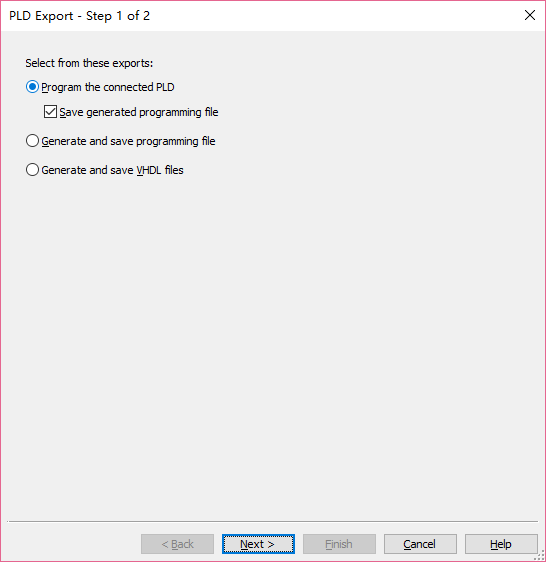 PLD Export - Step 1 of 2
Select from these exports:
Program the connected PLD
Save generated programming file
Generate and save programming file
Generate and save VHDL files
< Back
Next >
Finish
Cancel
Help